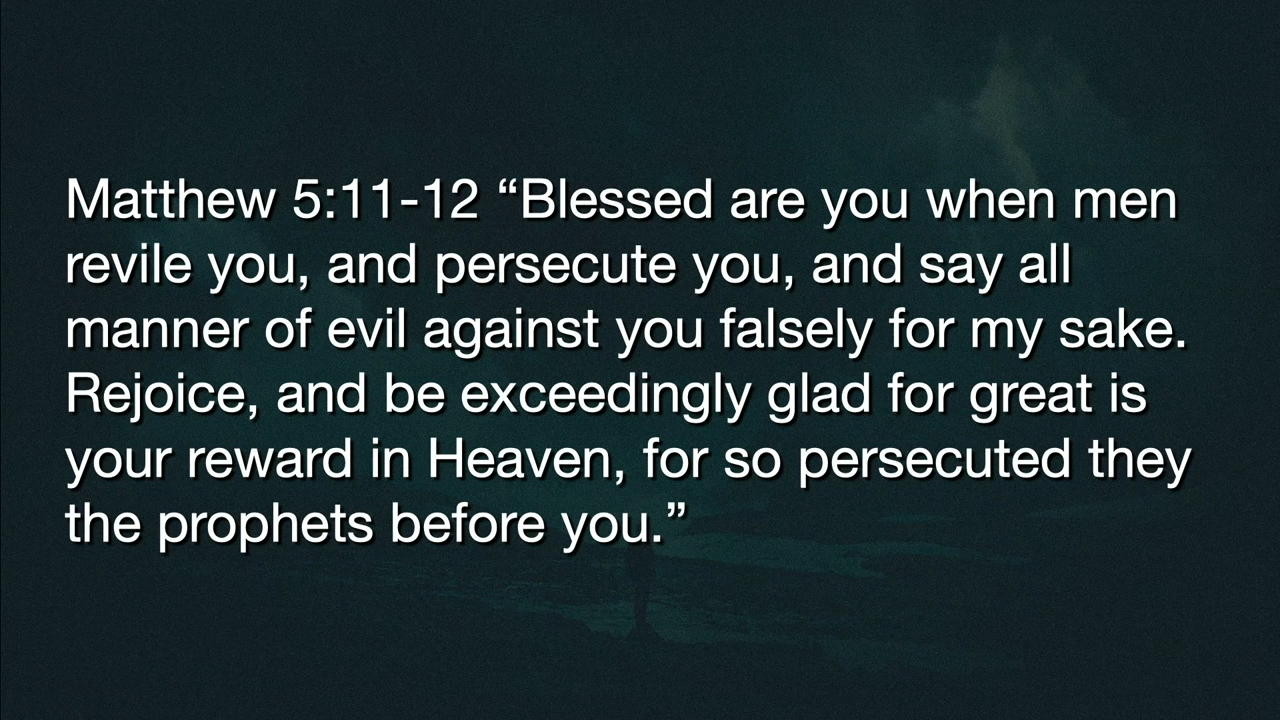 Matthew 5:11-12 “Blessed are you when men
revile you, and persecute you, and say all
manner of evil against you falsely for my sake.
Rejoice, and be exceedingly glad for great is
your reward in Heaven, for so persecuted they
the prophets before you.”